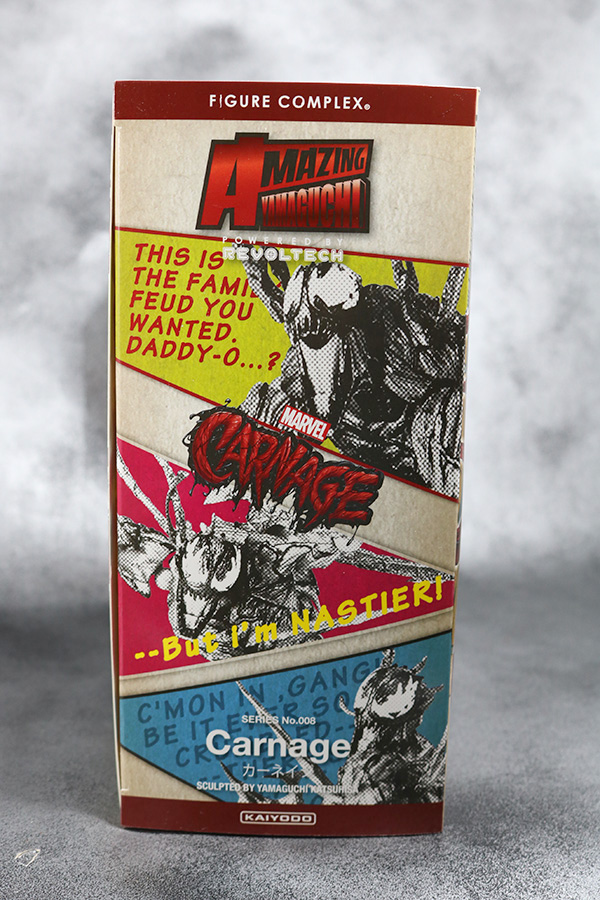 FIGURE COMPLEX®
AMAZING
YAMAGUCHI
POWERED BY
REVOLTECH
THIS IS
THE FAMI
FEUD YOU
WANTED.
DADDY-O...?
MARVEL
CARNAGE
--But I'm NASTIER!
C'MON IN, GANG!
BE IT EVER SO
SERIES No.008
Carnage
カーネイジ
SCULPTED BY YAMAGUCHI KATSUHISA
KAIYODO